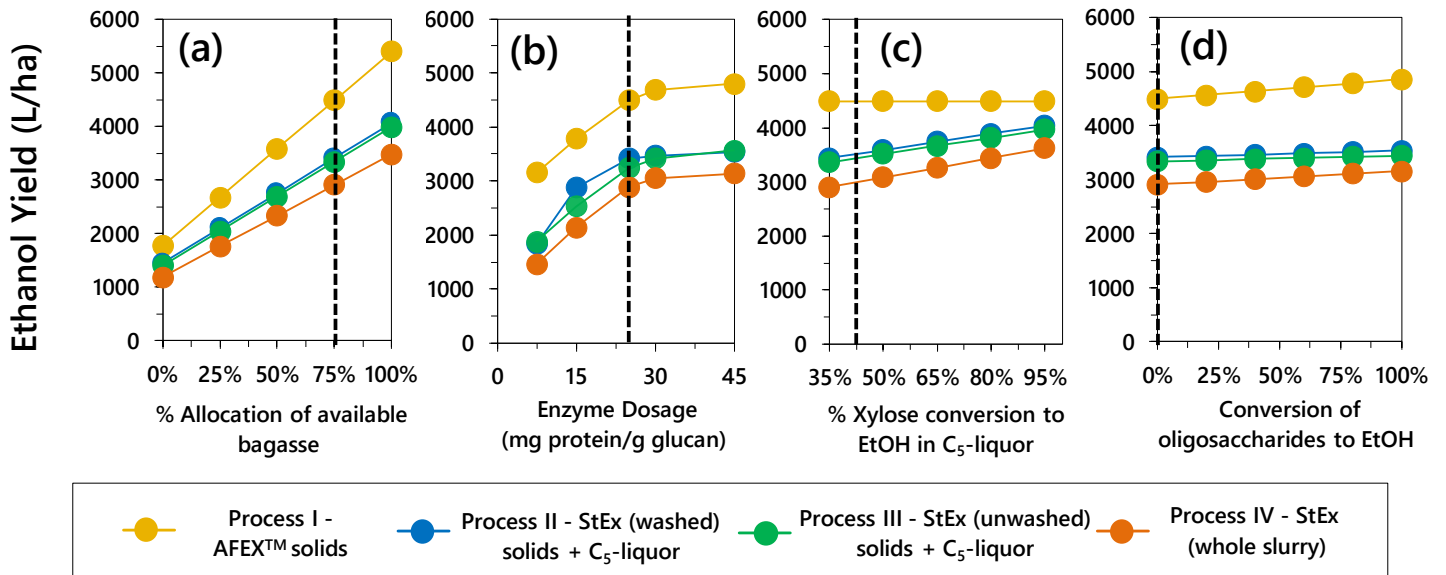 Ethanol Yield (L/ha)
(a)
(b)
(c)
(d)
6000
5000
4000
3000
2000
1000
0
0% 25% 50% 75% 100%
% Allocation of available
bagasse
6000
5000
4000
3000
2000
1000
0
0 15 30 45
Enzyme Dosage
(mg protein/g glucan)
6000
5000
4000
3000
2000
1000
0
35% 50% 65% 80% 95%
% Xylose conversion to
EtOH in C₅-liquor
6000
5000
4000
3000
2000
1000
0
0% 25% 50% 75% 100%
Conversion of
oligosaccharides to EtOH
Process I -
AFEX™ solids
Process II - StEx (washed)
solids + C₅-liquor
Process III - StEx (unwashed)
solids + C₅-liquor
Process IV - StEx
(whole slurry)